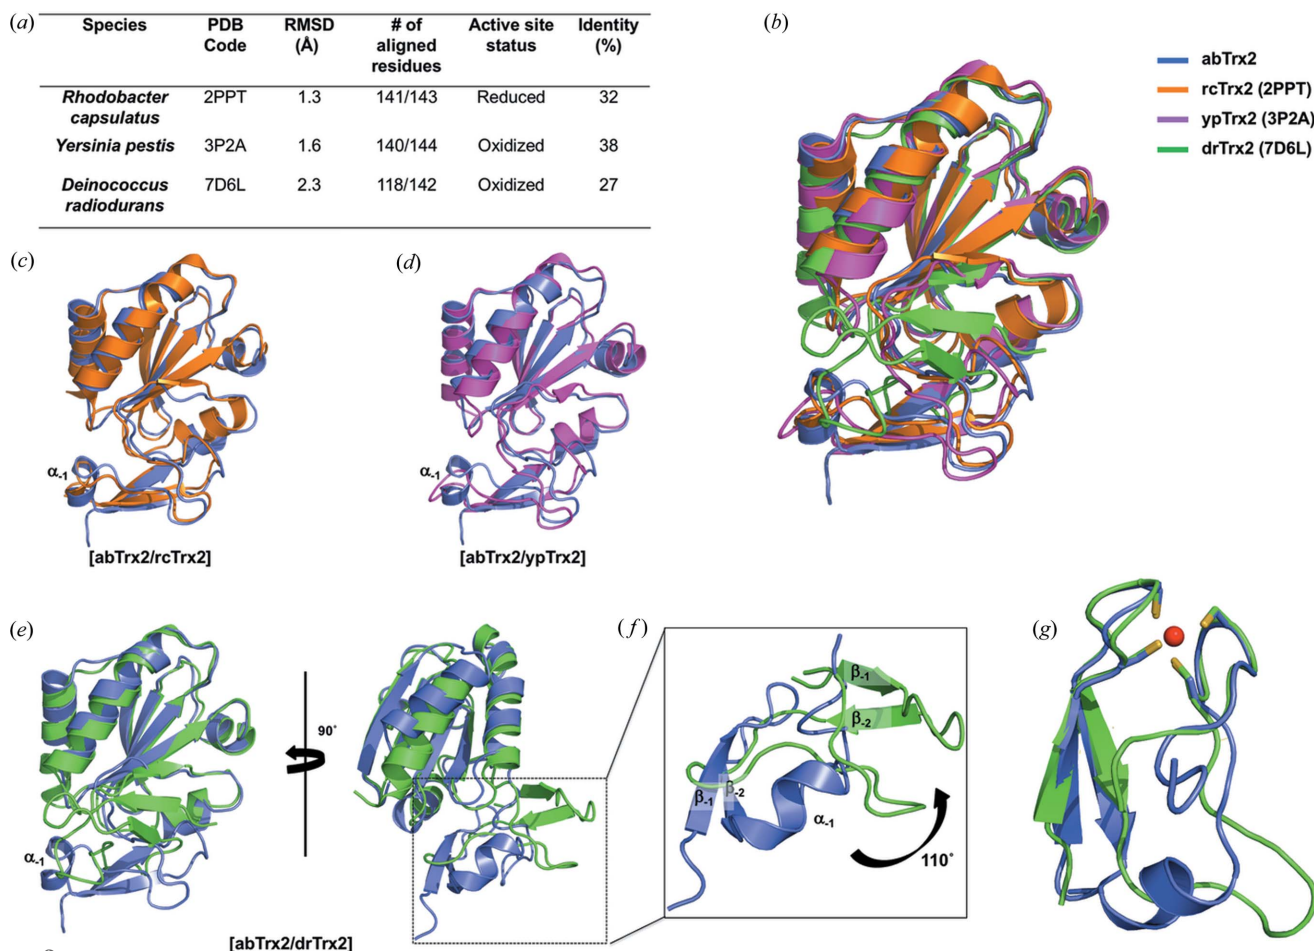 (a)
Species PDB Code RMSD (Å) # of aligned residues Active site status Identity (%)
Rhodobacter capsulatus 2PPT 1.3 141/143 Reduced 32
Yersinia pestis 3P2A 1.6 140/144 Oxidized 38
Deinococcus radiodurans 7D6L 2.3 118/142 Oxidized 27
(b)
abTrx2
rcTrx2 (2PPT)
ypTrx2 (3P2A)
drTrx2 (7D6L)
(c)
α-1
[abTrx2/rcTrx2]
(d)
α-1
[abTrx2/ypTrx2]
(e)
α-1
90°
[abTrx2/drTrx2]
(f)
β-1
β-2
β-1
β-2
α-1
110°
(g)